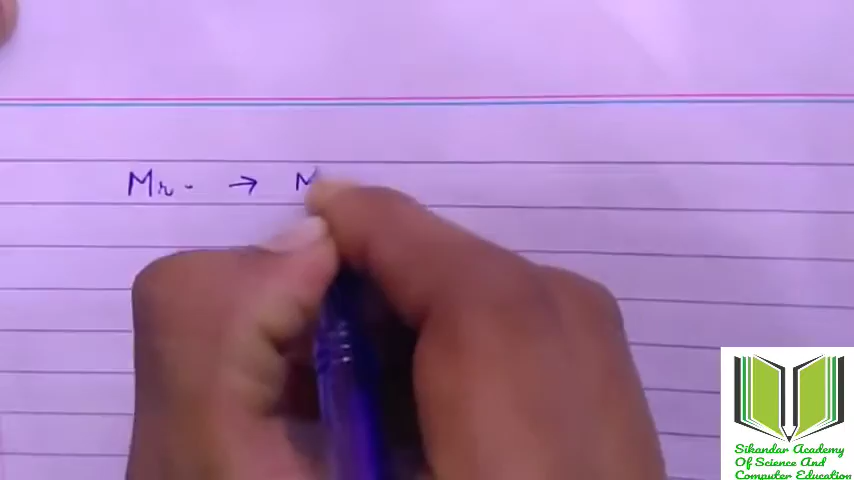 Mr. → M
Sikandar Academy
Of Science And
Computer Education